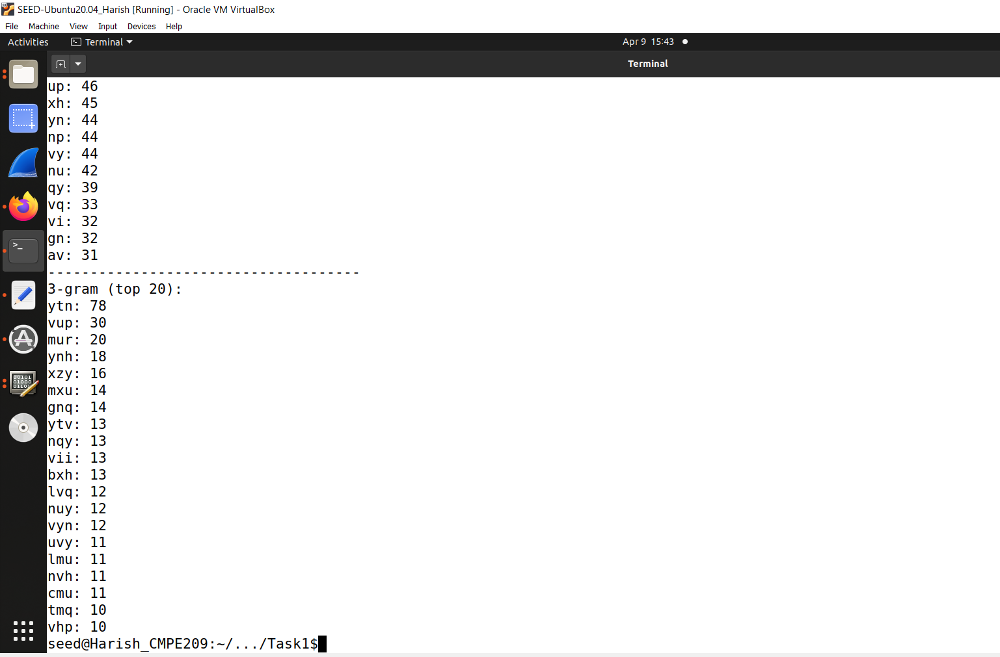 SEED-Ubuntu20.04_Harish [Running] - Oracle VM VirtualBox
File Machine View Input Devices Help
Activities Terminal Apr 9 15:43
Terminal
up: 46
xh: 45
yn: 44
np: 44
vy: 44
nu: 42
qy: 39
vq: 33
vi: 32
gn: 32
av: 31
-------------------------------------
3-gram (top 20):
ytn: 78
vup: 30
mur: 20
ynh: 18
xzy: 16
mxu: 14
gnq: 14
ytv: 13
nqy: 13
vii: 13
bxh: 13
lvq: 12
nuy: 12
vyn: 12
uvy: 11
lmu: 11
nvh: 11
cmu: 11
tmq: 10
vhp: 10
seed@Harish_CMPE209:~/.../Task1$